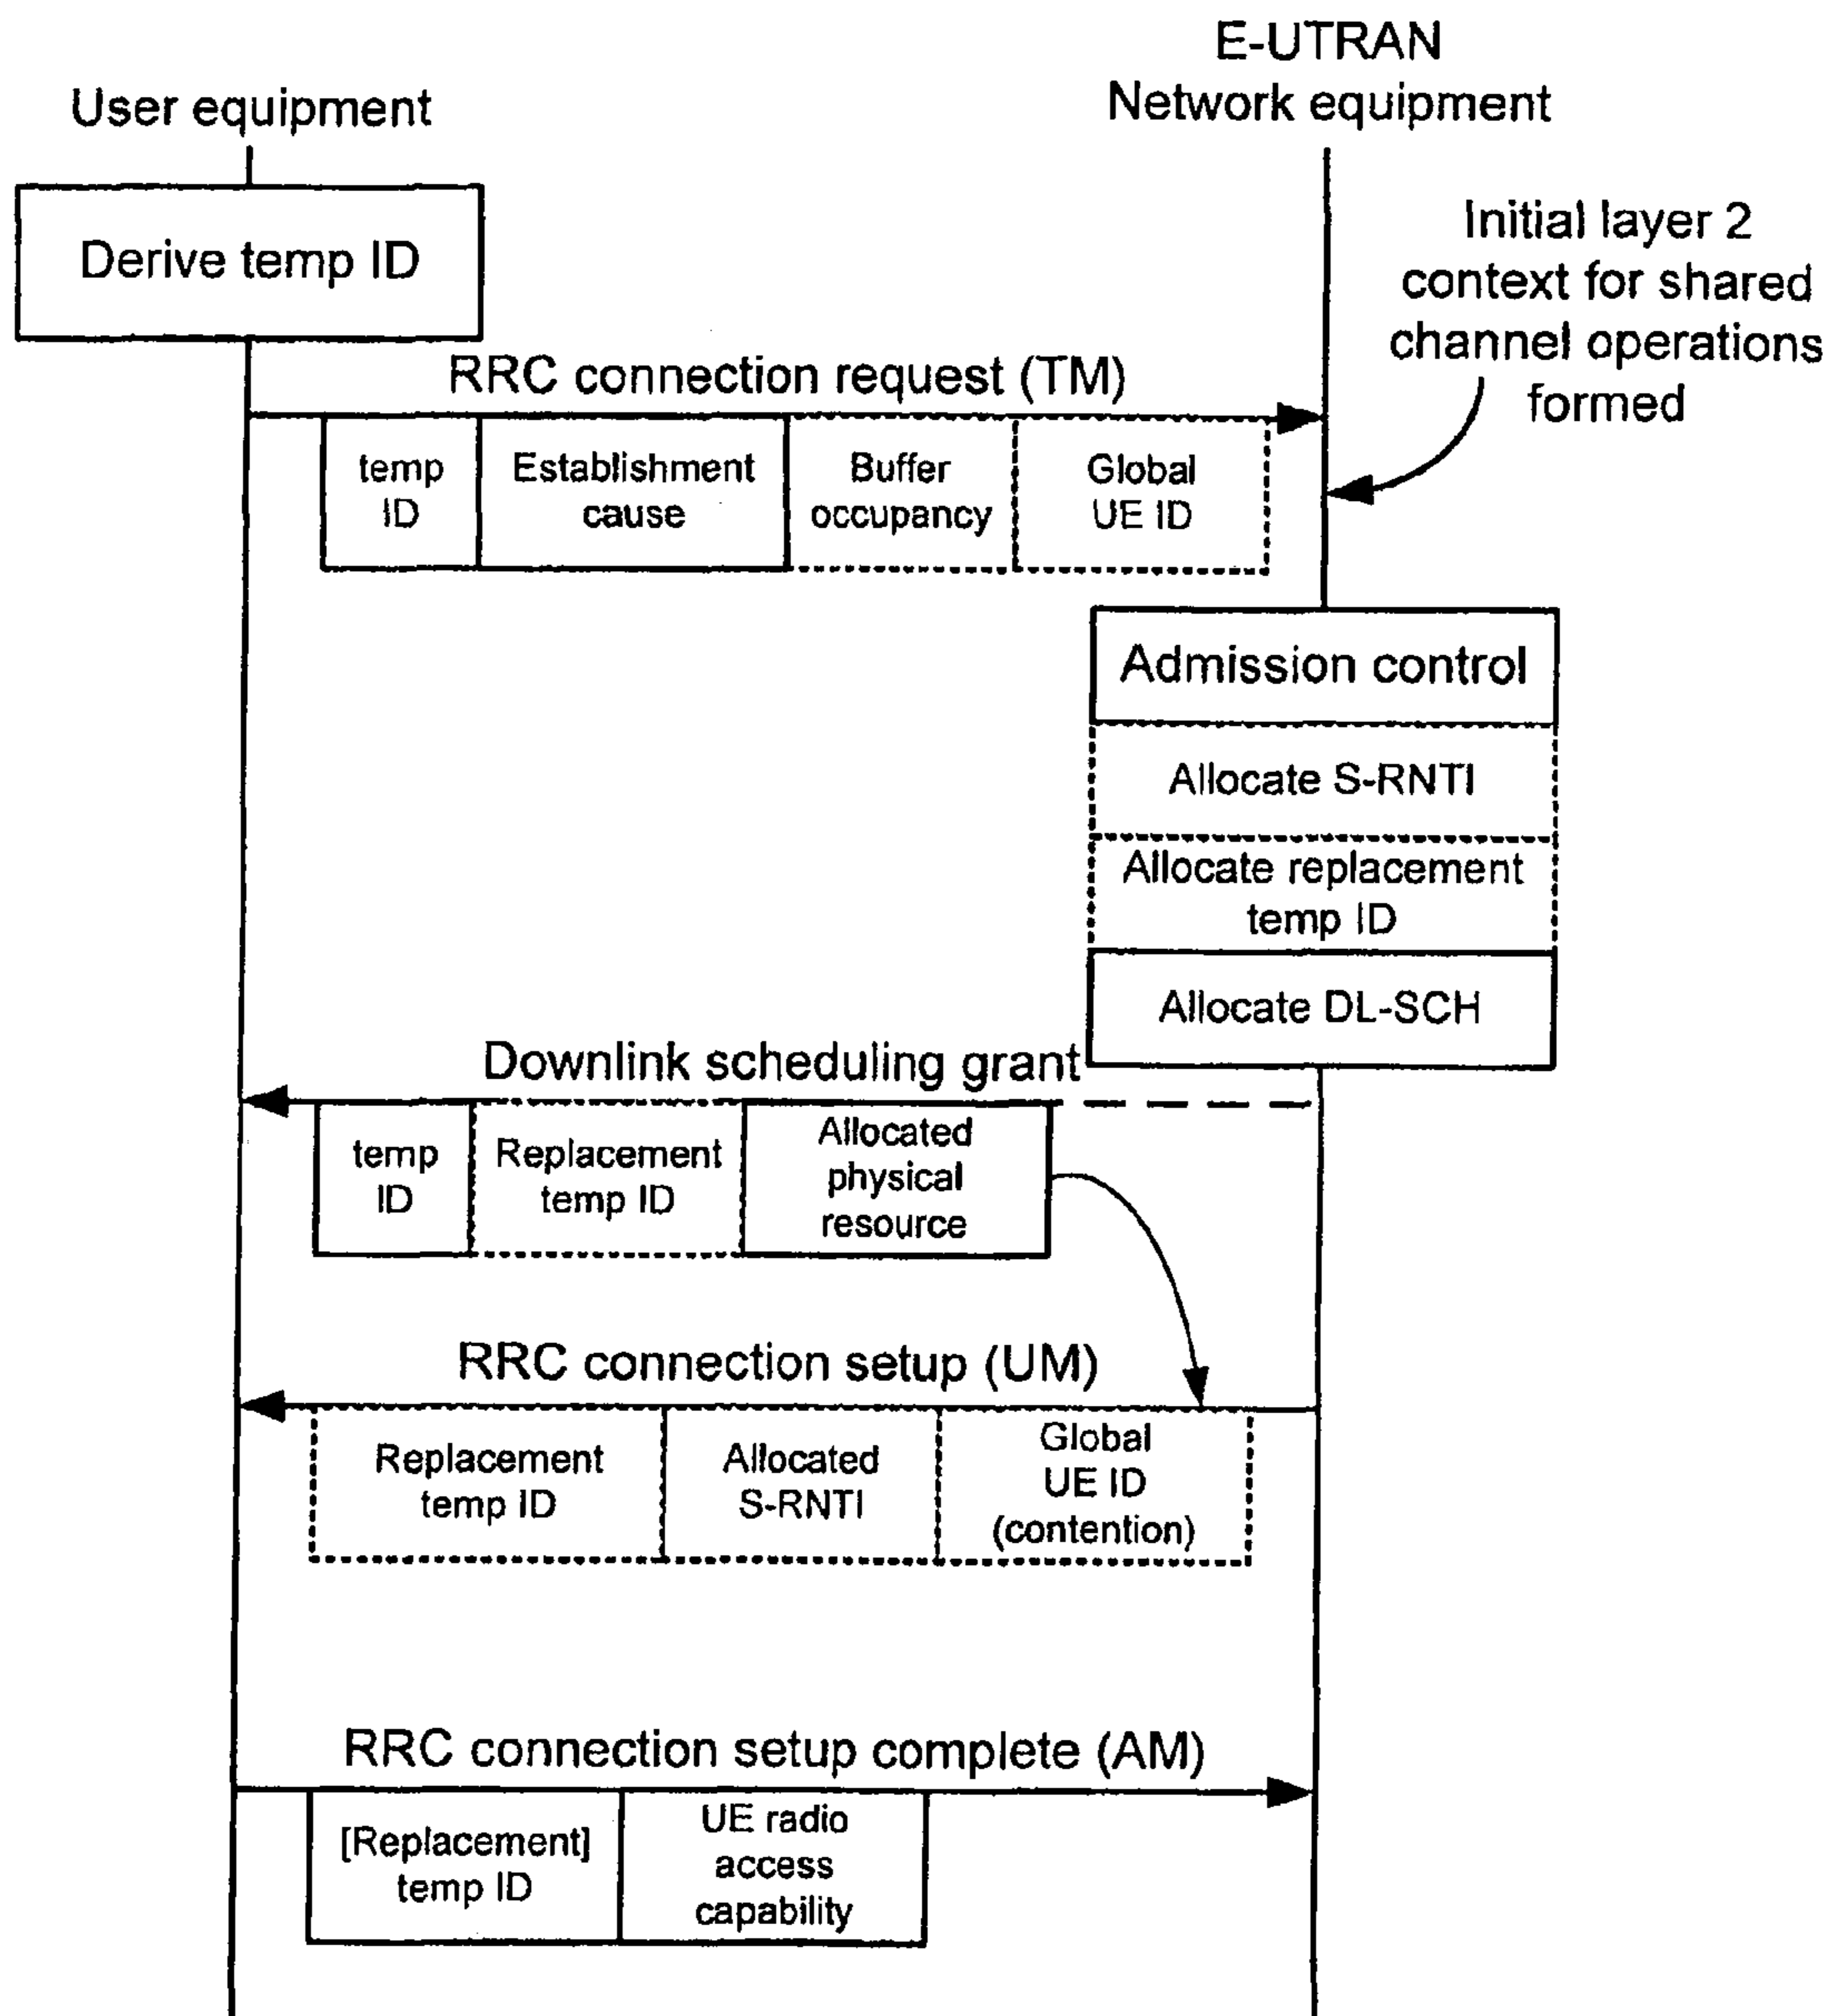 E-UTRAN
Network equipment
User equipment
Initial layer 2
context for shared
channel operations
formed
Derive temp ID
RRC connection request (TM)
temp
ID
Establishment
cause
Buffer
occupancy
Global
UE ID
Admission control
Allocate S-RNTI
Allocate replacement
temp ID
Allocate DL-SCH
Downlink scheduling grant
temp
ID
Replacement
temp ID
Allocated
physical
resource
RRC connection setup (UM)
Replacement
temp ID
Allocated
S-RNTI
Global
UE ID
(contention)
RRC connection setup complete (AM)
[Replacement]
temp ID
UE radio
access
capability